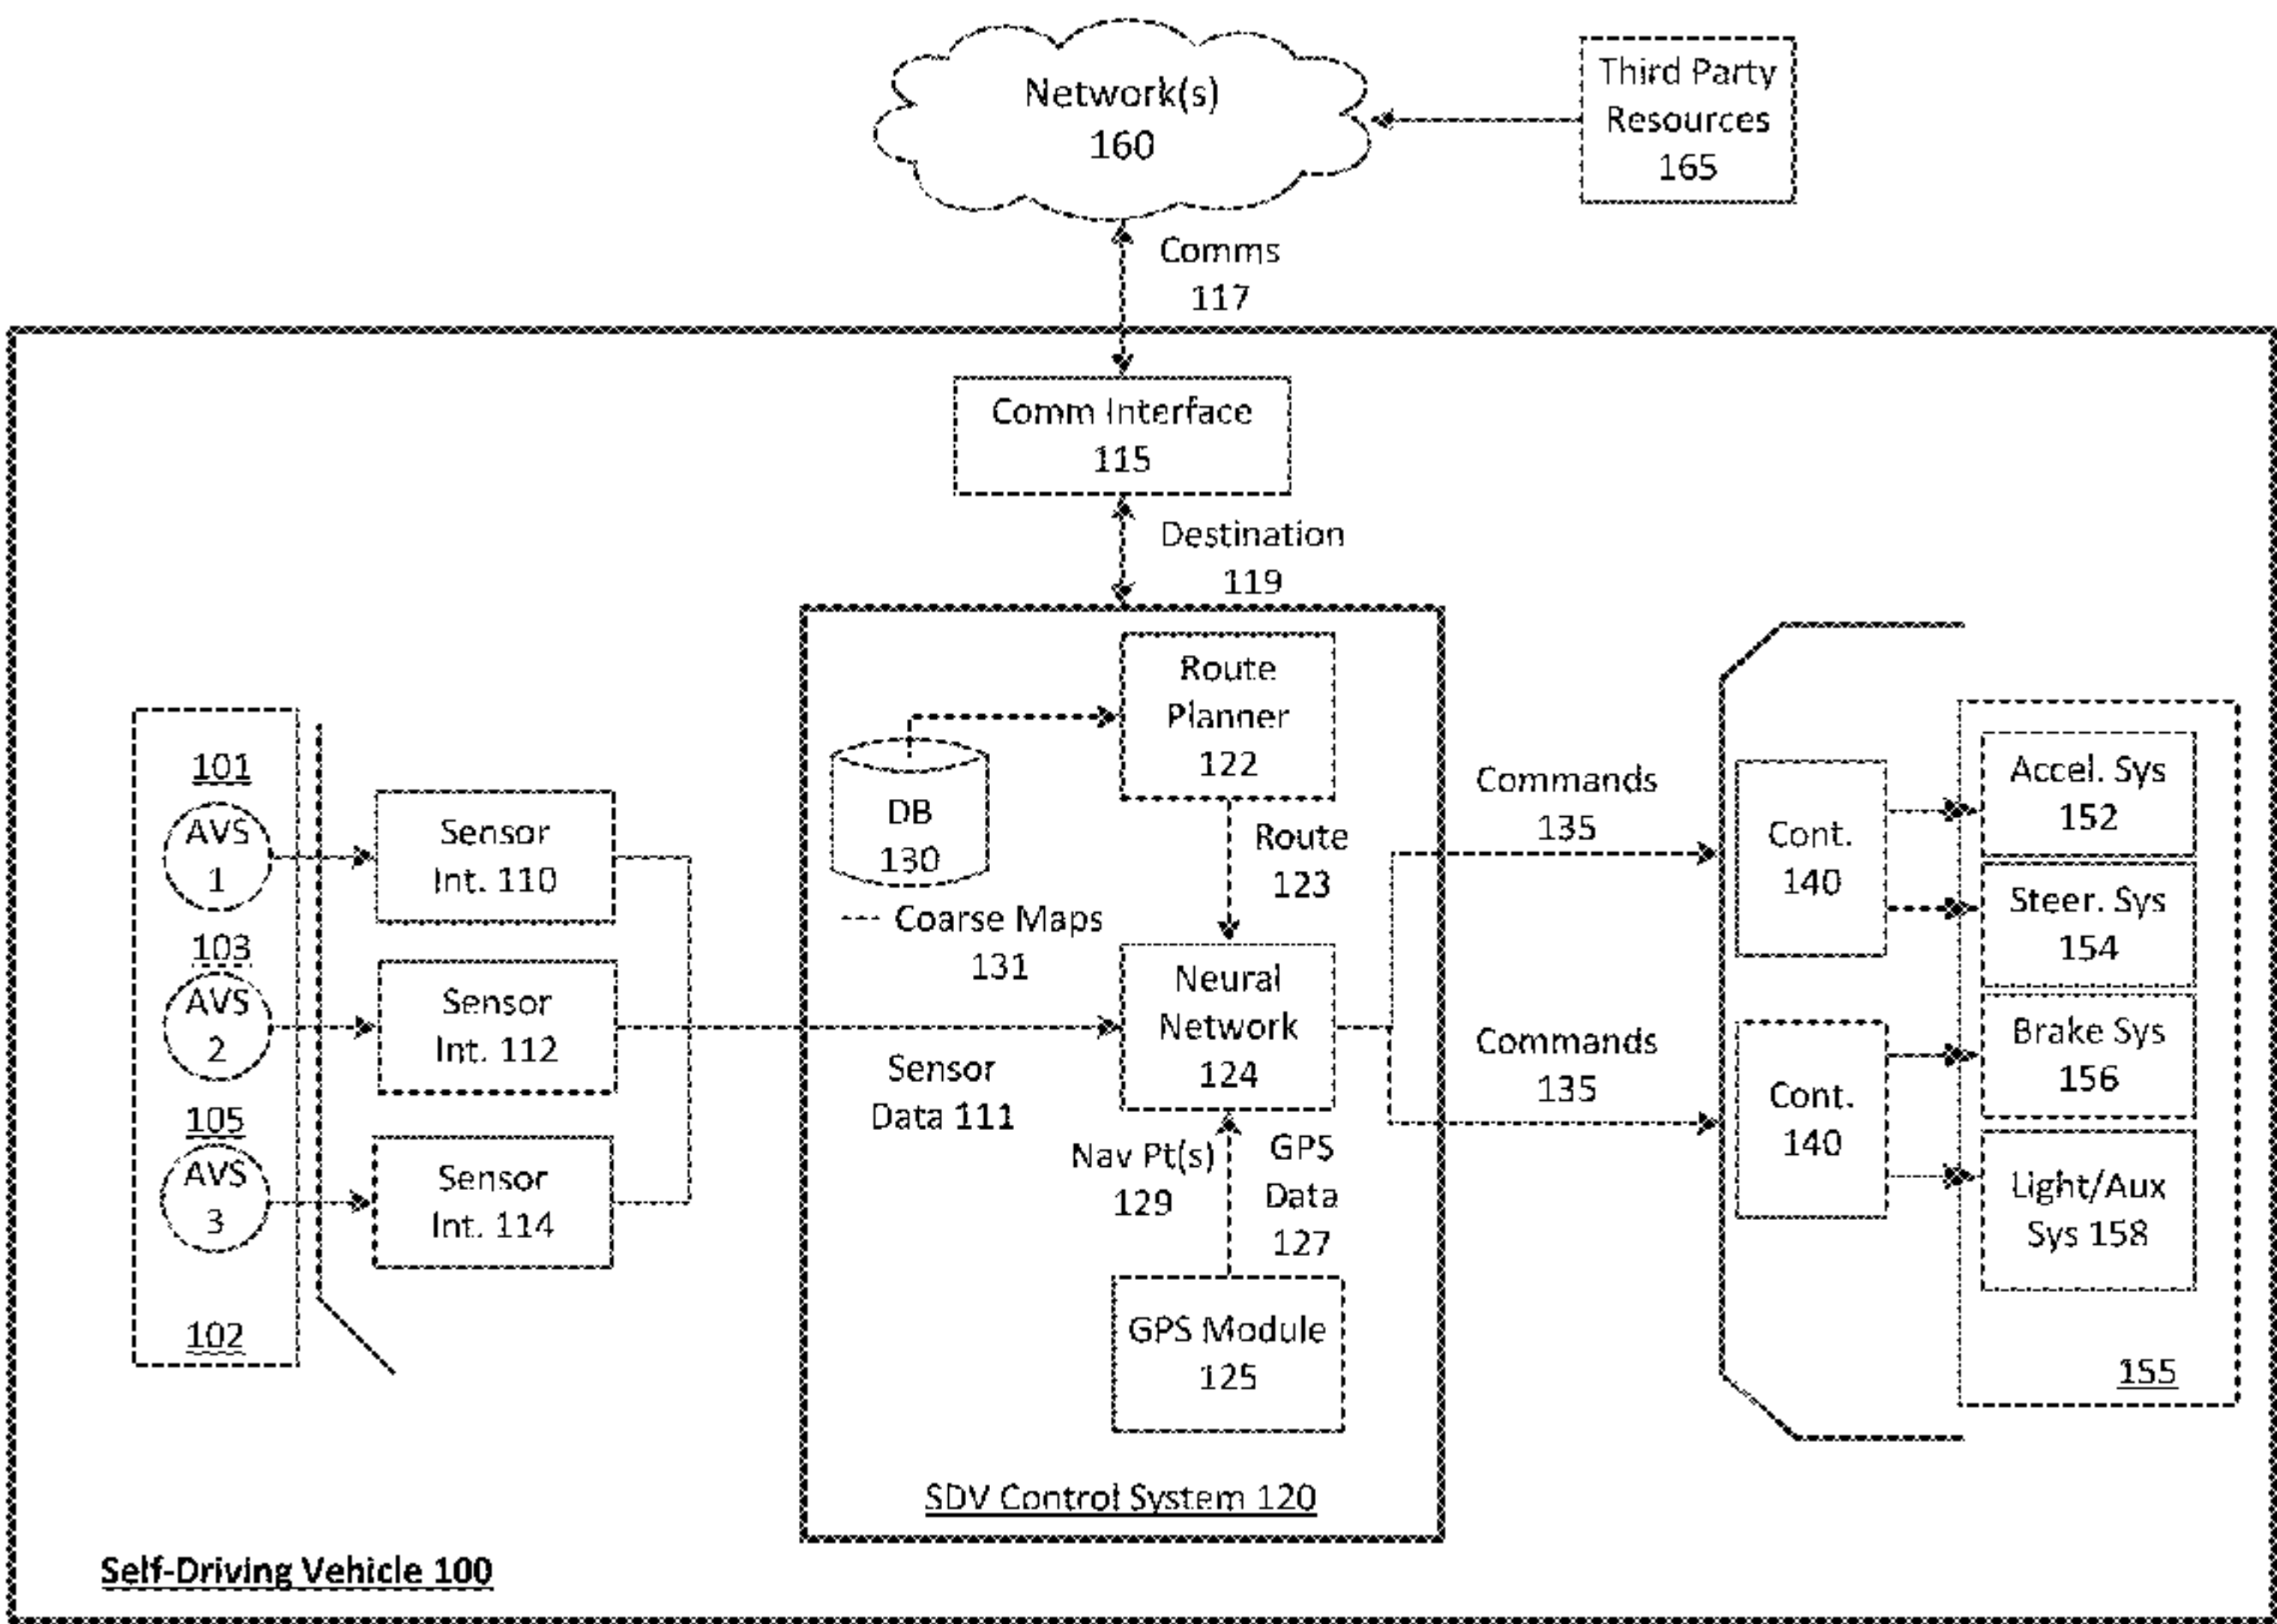 Network(s)
160
Third Party
Resources
165
Comms
117
Comm Interface
115
Destination
119
101
AVS
1
103
AVS
2
105
AVS
3
102
Sensor
Int. 110
Sensor
Int. 112
Sensor
Int. 114
Route
Planner
122
DB
130
Coarse Maps
131
Route
123
Neural
Network
124
Sensor
Data 111
Nav Pt(s)
129
GPS
Data
127
GPS Module
125
SDV Control System 120
Commands
135
Commands
135
Cont.
140
Cont.
140
Accel. Sys
152
Steer. Sys
154
Brake Sys
156
Light/Aux
Sys 158
155
Self-Driving Vehicle 100